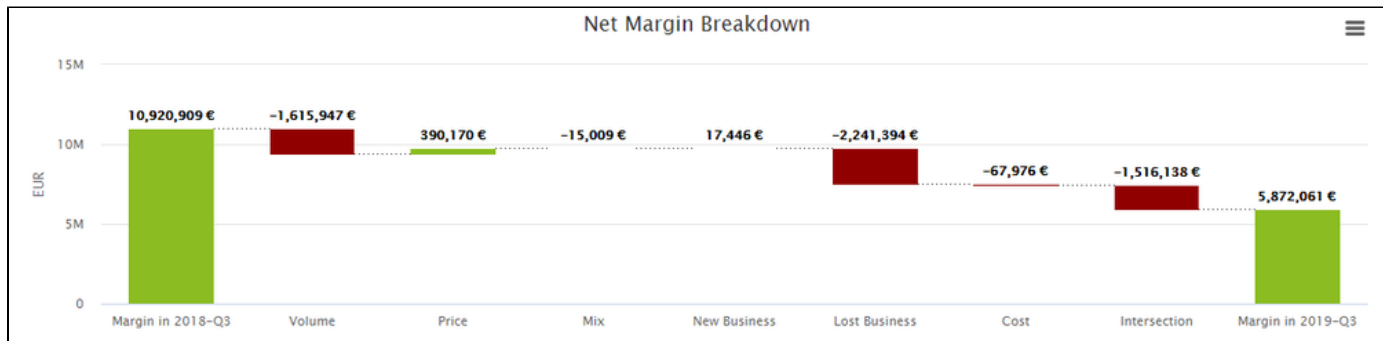 Net Margin Breakdown
15M
10,920,909 €
−1,615,947 €
390,170 €
−15,009 €
17,446 €
−2,241,394 €
−67,976 €
−1,516,138 €
5,872,061 €
10M
EUR
5M
0
Margin in 2018-Q3
Volume
Price
Mix
New Business
Lost Business
Cost
Intersection
Margin in 2019-Q3